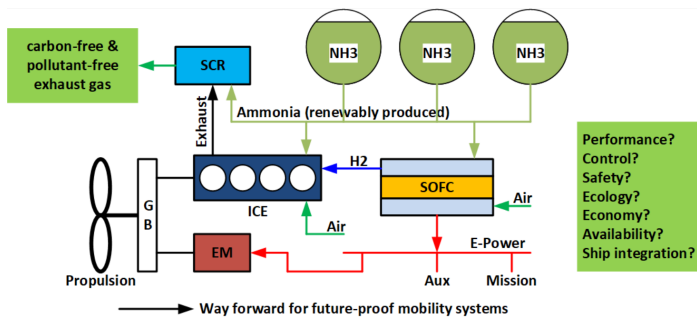 carbon-free &
pollutant-free
exhaust gas
SCR
NH3
NH3
NH3
Exhaust
Ammonia (renewably produced)
H2
ICE
SOFC
Air
Air
G
B
EM
E-Power
Propulsion
Aux
Mission
Performance?
Control?
Safety?
Ecology?
Economy?
Availability?
Ship integration?
Way forward for future-proof mobility systems